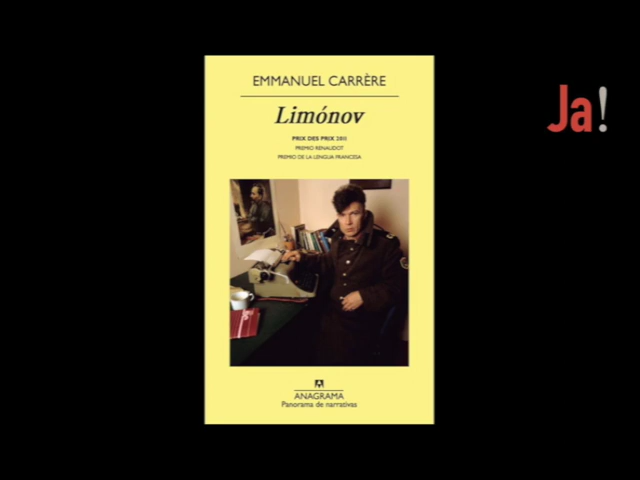 EMMANUEL CARRÈRE
Limónov
PRIX DES PRIX 2011
PREMIO RENAUDOT
PREMIO DE LA LENGUA FRANCESA
ANAGRAMA
Panorama de narrativas
Ja!